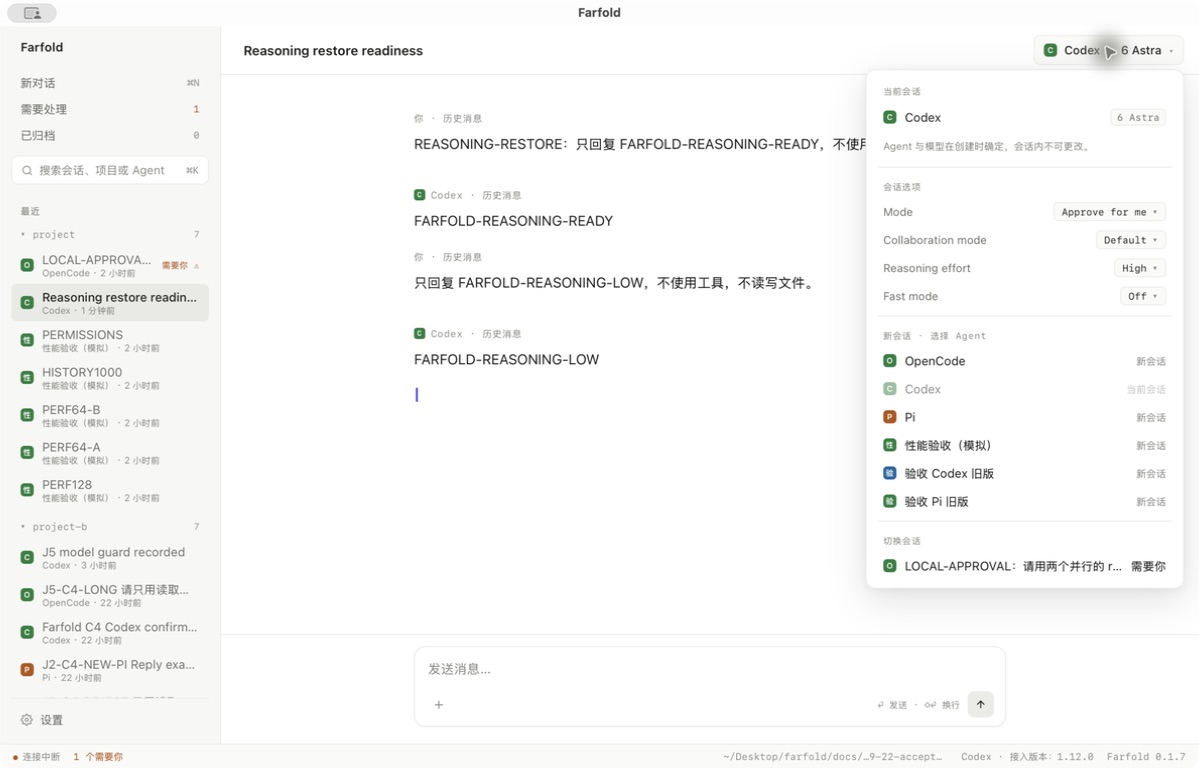 Farfold
Farfold
新对话 ⌘N
需要处理 1
已归档 0
搜索会话、项目或 Agent ⌘K
最近
project 7
LOCAL-APPROVA... 需要你
OpenCode · 2 小时前
Reasoning restore readin...
Codex · 1 分钟前
PERMISSIONS
性能验收（模拟） · 2 小时前
HISTORY1000
性能验收（模拟） · 2 小时前
PERF64-B
性能验收（模拟） · 2 小时前
PERF64-A
性能验收（模拟） · 2 小时前
PERF128
性能验收（模拟） · 2 小时前
project-b 7
J5 model guard recorded
Codex · 3 小时前
J5-C4-LONG 请只用读取...
OpenCode · 22 小时前
Farfold C4 Codex confirm...
Codex · 22 小时前
J2-C4-NEW-PI Reply exa...
Pi · 22 小时前
设置
Reasoning restore readiness
C Codex 6 Astra
你 · 历史消息
REASONING-RESTORE：只回复 FARFOLD-REASONING-READY，不使
C Codex · 历史消息
FARFOLD-REASONING-READY
你 · 历史消息
只回复 FARFOLD-REASONING-LOW，不使用工具，不读写文件。
C Codex · 历史消息
FARFOLD-REASONING-LOW
当前会话
C Codex 6 Astra
Agent 与模型在创建时确定，会话内不可更改。
会话选项
Mode Approve for me
Collaboration mode Default
Reasoning effort High
Fast mode Off
新会话 · 选择 Agent
O OpenCode 新会话
C Codex 当前会话
P Pi 新会话
性 性能验收（模拟） 新会话
验 验收 Codex 旧版 新会话
验 验收 Pi 旧版 新会话
切换会话
O LOCAL-APPROVAL：请用两个并行的 r... 需要你
发送消息...
发送 · 换行
连接中断 1 个需要你
~/Desktop/farfold/docs/…9-22-accept… Codex · 接入版本：1.12.0 Farfold 0.1.7